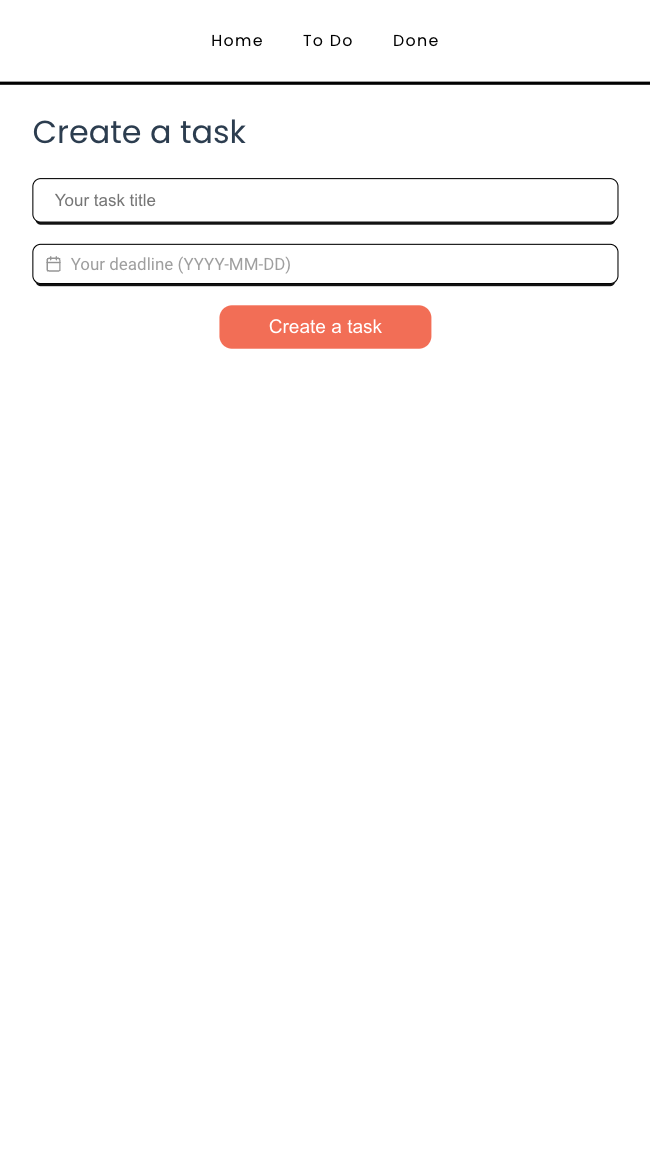 Home To Do Done
Create a task
Your task title
Your deadline (YYYY-MM-DD)
Create a task